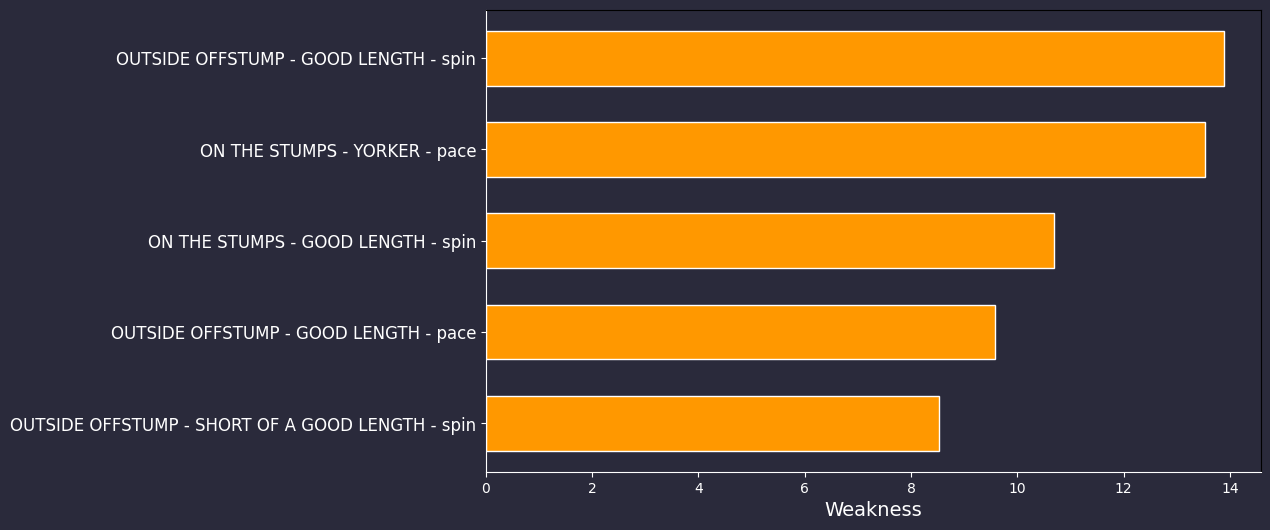 OUTSIDE OFFSTUMP - GOOD LENGTH - spin
ON THE STUMPS - YORKER - pace
ON THE STUMPS - GOOD LENGTH - spin
OUTSIDE OFFSTUMP - GOOD LENGTH - pace
OUTSIDE OFFSTUMP - SHORT OF A GOOD LENGTH - spin
0 2 4 6 8 10 12 14
Weakness